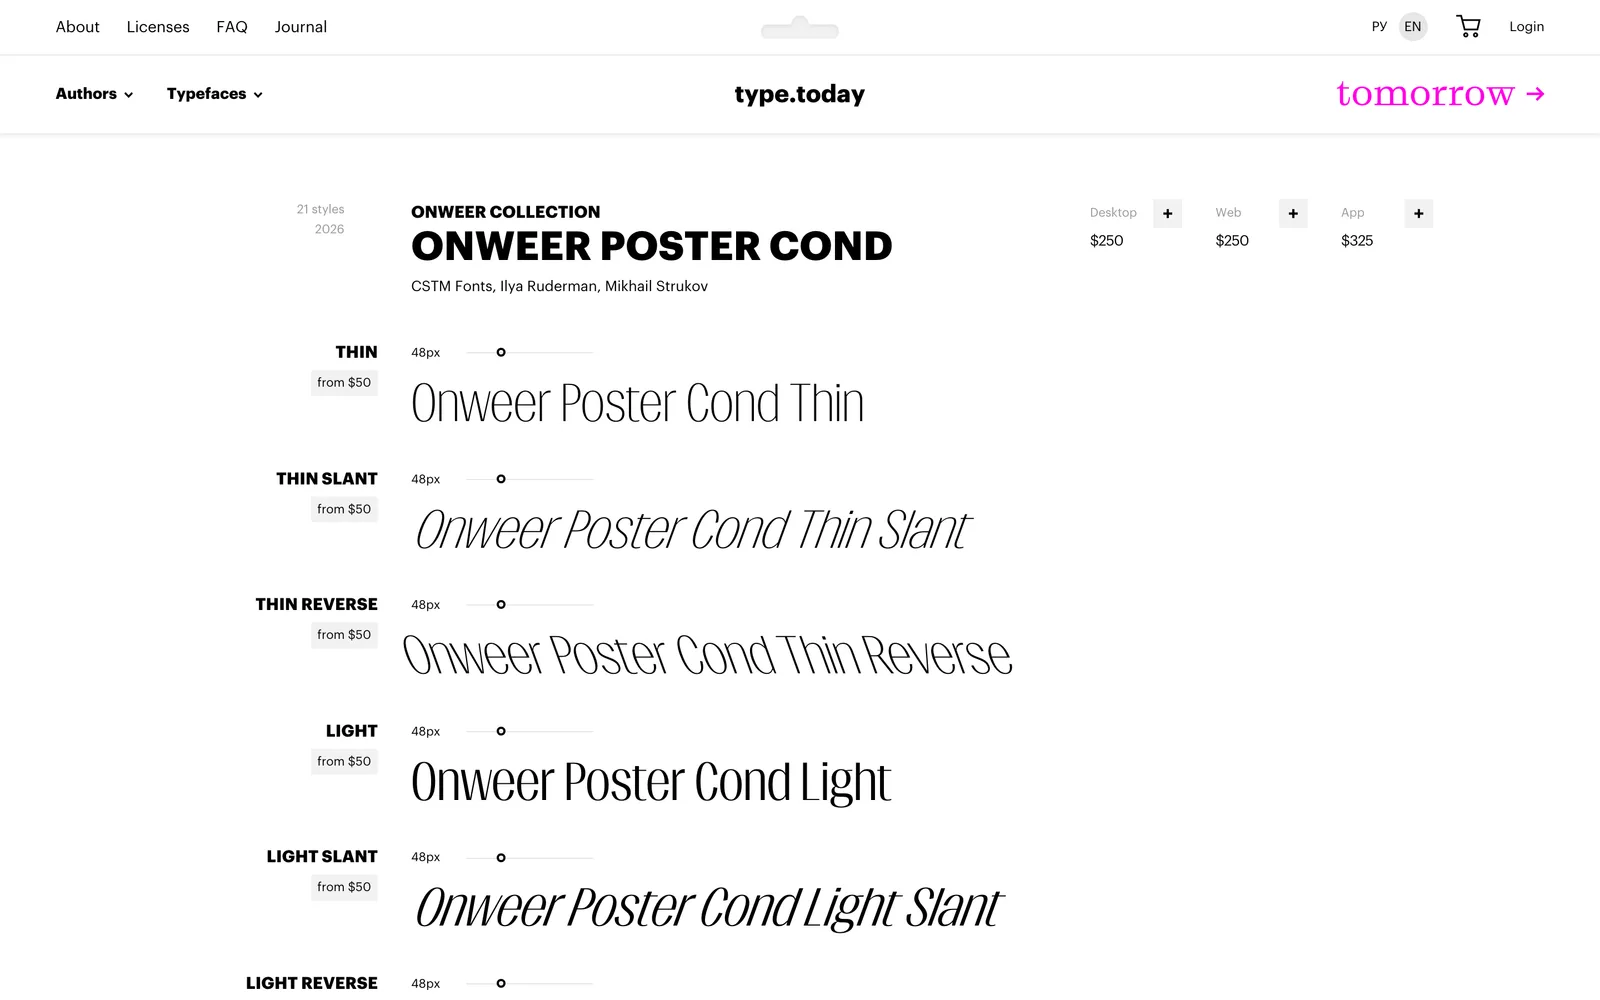 About Licenses FAQ Journal
РУ EN Login
Authors Typefaces
type.today
tomorrow →
21 styles
2026
ONWEER COLLECTION
ONWEER POSTER COND
CSTM Fonts, Ilya Ruderman, Mikhail Strukov
Desktop + Web + App +
$250 $250 $325
THIN 48px
from $50
Onweer Poster Cond Thin
THIN SLANT 48px
from $50
Onweer Poster Cond Thin Slant
THIN REVERSE 48px
from $50
Onweer Poster Cond Thin Reverse
LIGHT 48px
from $50
Onweer Poster Cond Light
LIGHT SLANT 48px
from $50
Onweer Poster Cond Light Slant
LIGHT REVERSE 48px